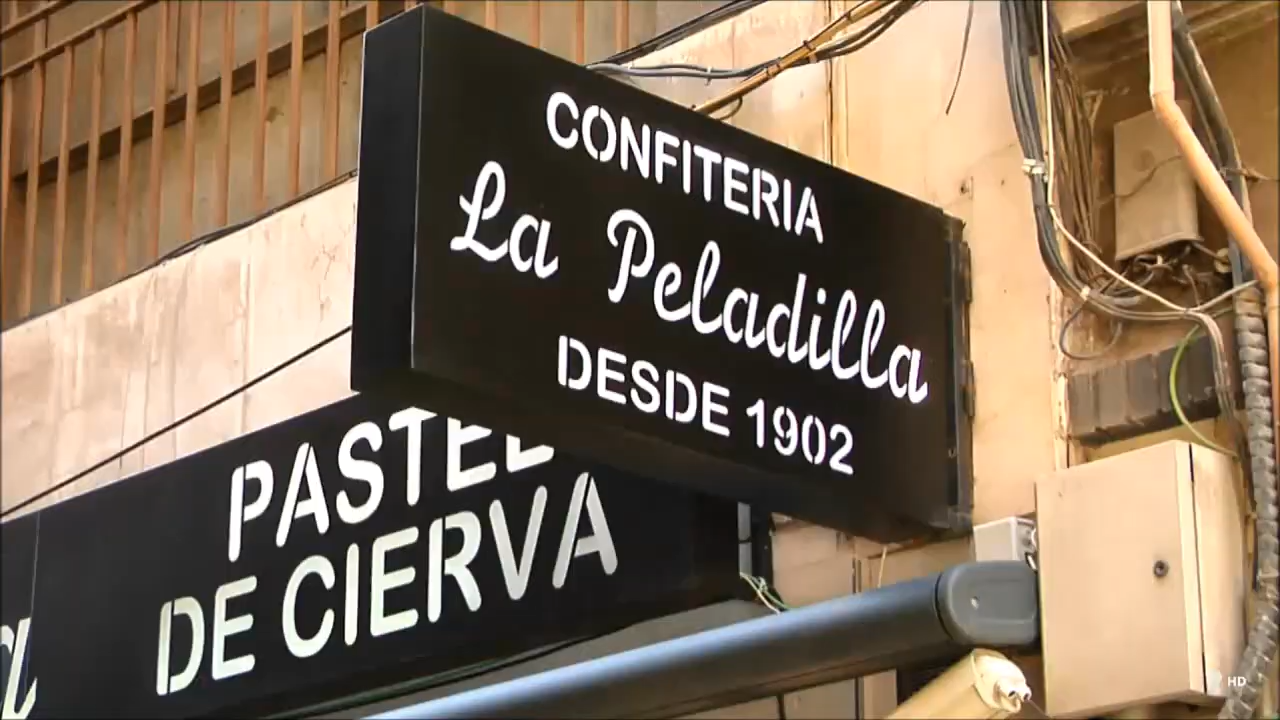 CONFITERIA
La Peladilla
DESDE 1902
PASTEL
DE CIERVA
a
HD